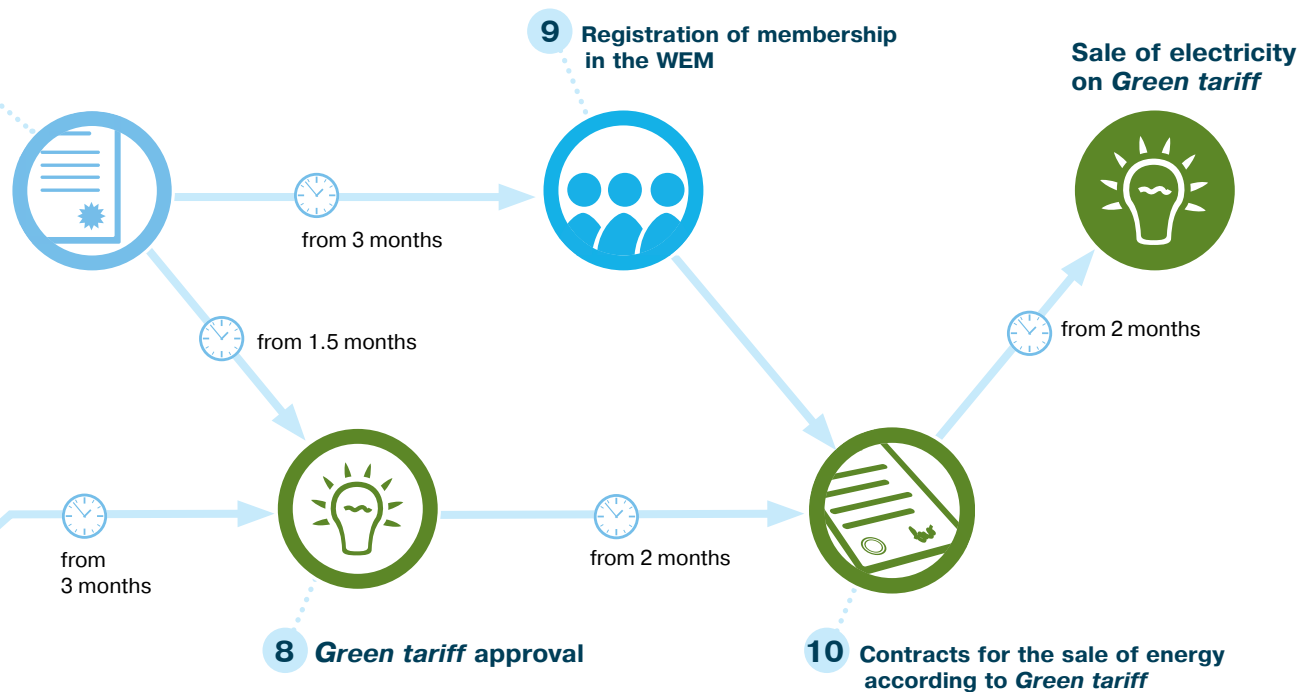 9 Registration of membership
in the WEM
Sale of electricity
on Green tariff
from 3 months
from 1.5 months
from 2 months
from
3 months
from 2 months
8 Green tariff approval
10 Contracts for the sale of energy
according to Green tariff